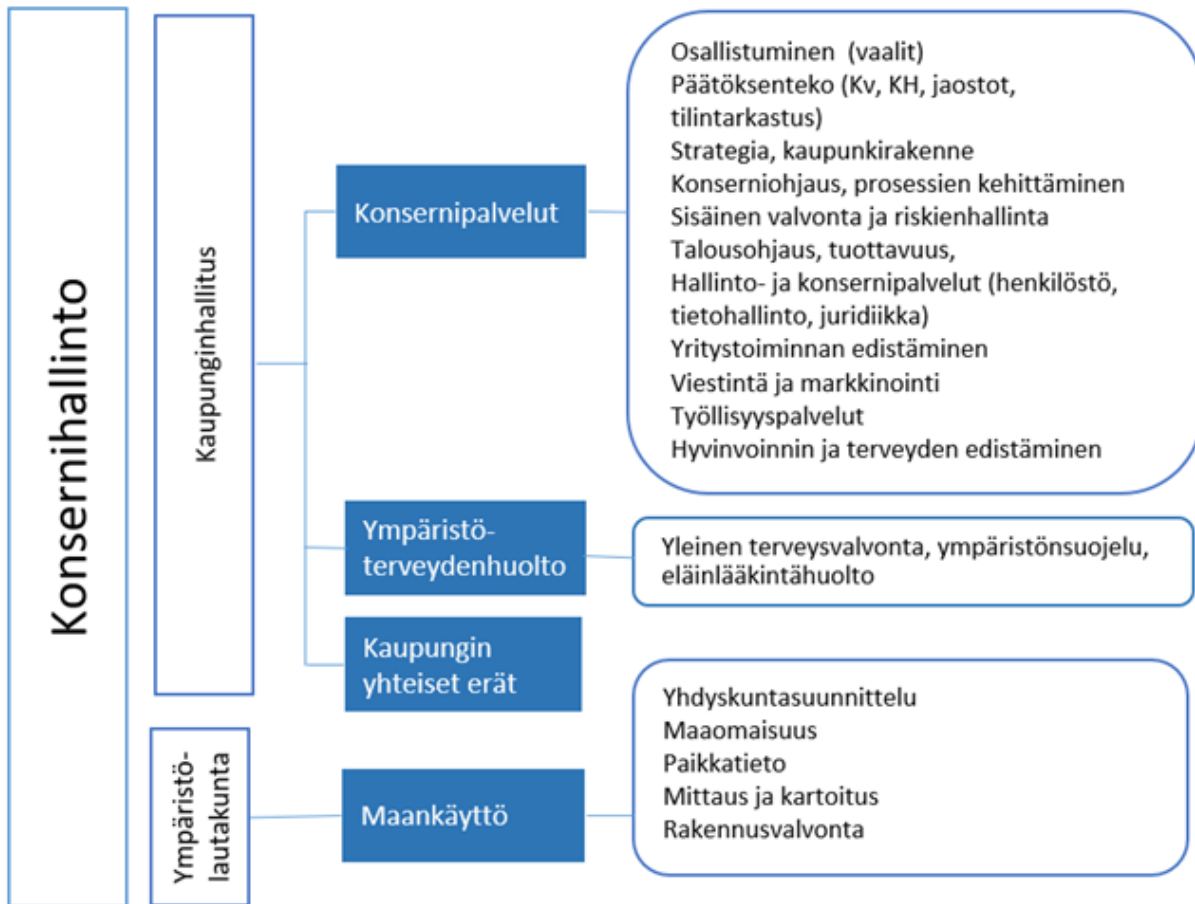 Konsernihallinto
Kaupunginhallitus
Konsernipalvelut
Osallistuminen (vaalit)
Päätöksenteko (Kv, KH, jaostot,
tilintarkastus)
Strategia, kaupunkirakenne
Konserniohjaus, prosessien kehittäminen
Sisäinen valvonta ja riskienhallinta
Talousohjaus, tuottavuus,
Hallinto- ja konsernipalvelut (henkilöstö,
tietohallinto, juridiikka)
Yritystoiminnan edistäminen
Viestintä ja markkinointi
Työllisyyspalvelut
Hyvinvoinnin ja terveyden edistäminen
Ympäristö-
terveydenhuolto
Yleinen terveysvalvonta, ympäristönsuojelu,
eläinlääkintähuolto
Kaupungin
yhteiset erät
Ympäristö-
lautakunta
Maankäyttö
Yhdyskuntasuunnittelu
Maaomaisuus
Paikkatieto
Mittaus ja kartoitus
Rakennusvalvonta